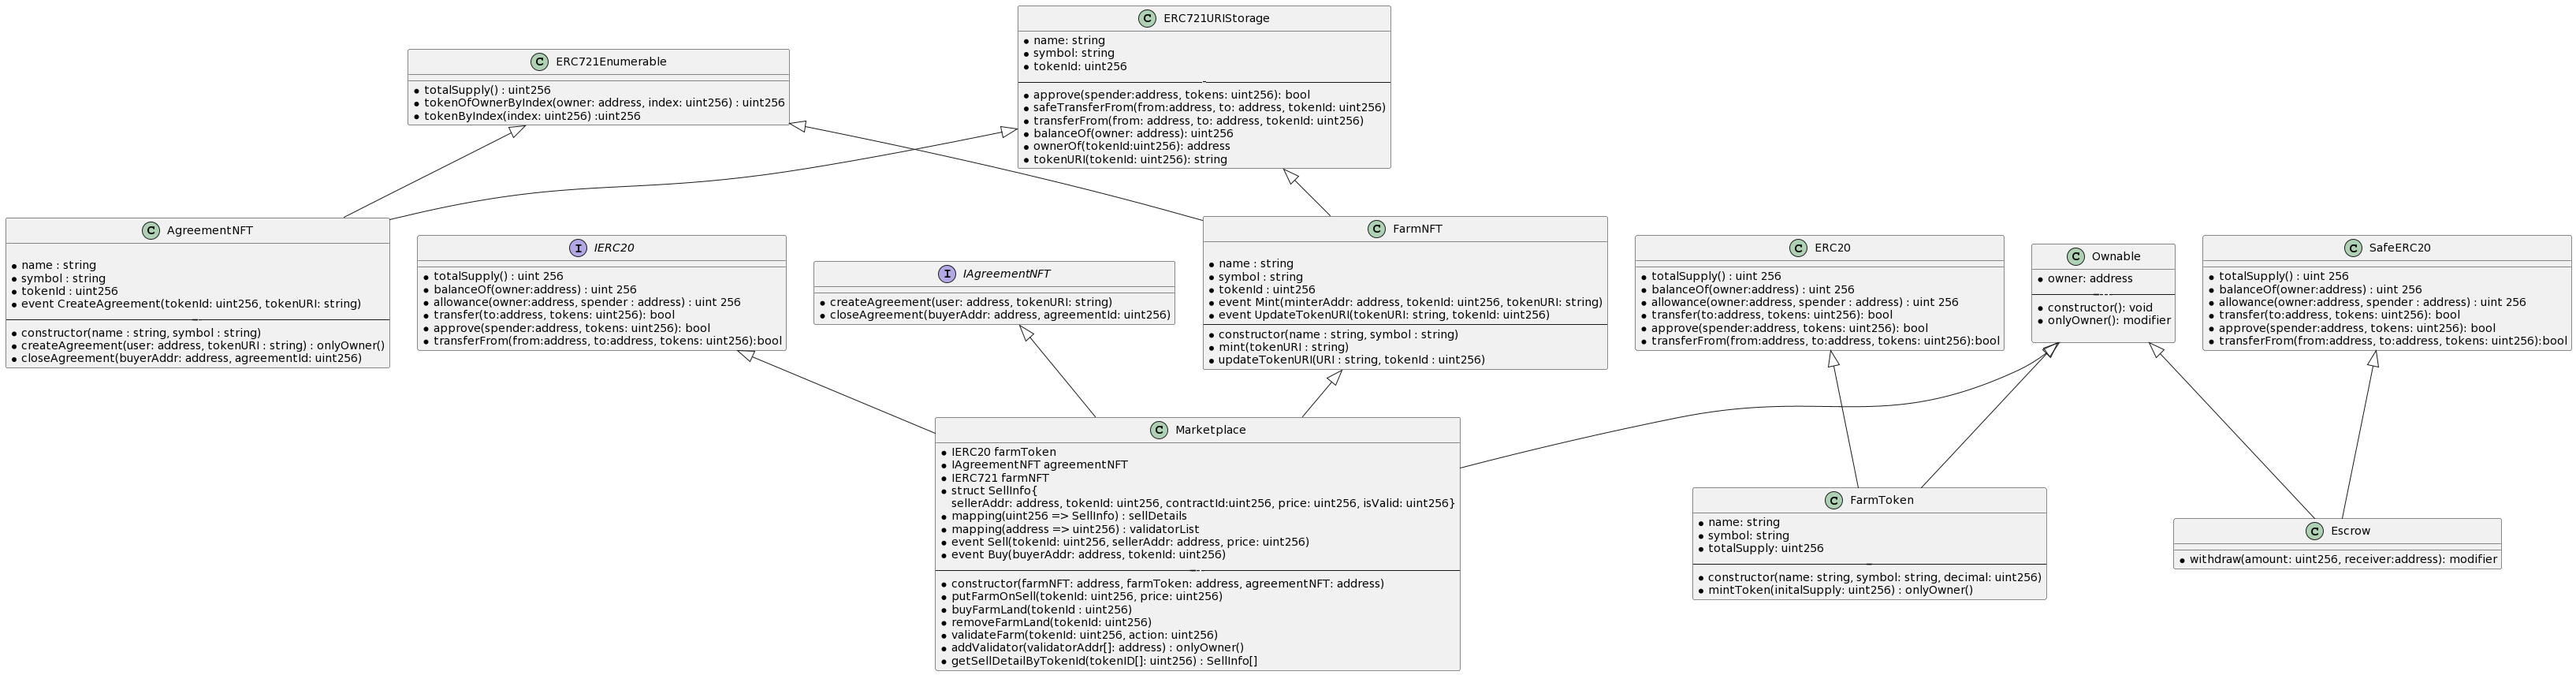 C ERC721URIStorage
* name: string
* symbol: string
* tokenId: uint256
* approve(spender:address, tokens: uint256): bool
* safeTransferFrom(from:address, to: address, tokenId: uint256)
* transferFrom(from: address, to: address, tokenId: uint256)
* balanceOf(owner: address): uint256
* ownerOf(tokenId:uint256): address
* tokenURI(tokenId: uint256): string
C ERC721Enumerable
* totalSupply() : uint256
* tokenOfOwnerByIndex(owner: address, index: uint256) : uint256
* tokenByIndex(index: uint256) :uint256
C AgreementNFT
* name : string
* symbol : string
* tokenId : uint256
* event CreateAgreement(tokenId: uint256, tokenURI: string)
* constructor(name : string, symbol : string)
* createAgreement(user: address, tokenURI : string) : onlyOwner()
* closeAgreement(buyerAddr: address, agreementId: uint256)
I IERC20
* totalSupply() : uint 256
* balanceOf(owner:address) : uint 256
* allowance(owner:address, spender : address) : uint 256
* transfer(to:address, tokens: uint256): bool
* approve(spender:address, tokens: uint256): bool
* transferFrom(from:address, to:address, tokens: uint256):bool
I IAgreementNFT
* createAgreement(user: address, tokenURI: string)
* closeAgreement(buyerAddr: address, agreementId: uint256)
C FarmNFT
* name : string
* symbol : string
* tokenId : uint256
* event Mint(minterAddr: address, tokenId: uint256, tokenURI: string)
* event UpdateTokenURI(tokenURI: string, tokenId: uint256)
* constructor(name : string, symbol : string)
* mint(tokenURI : string)
* updateTokenURI(URI : string, tokenId : uint256)
C ERC20
* totalSupply() : uint 256
* balanceOf(owner:address) : uint 256
* allowance(owner:address, spender : address) : uint 256
* transfer(to:address, tokens: uint256): bool
* approve(spender:address, tokens: uint256): bool
* transferFrom(from:address, to:address, tokens: uint256):bool
C Ownable
* owner: address
* constructor(): void
* onlyOwner(): modifier
C SafeERC20
* totalSupply() : uint 256
* balanceOf(owner:address) : uint 256
* allowance(owner:address, spender : address) : uint 256
* transfer(to:address, tokens: uint256): bool
* approve(spender:address, tokens: uint256): bool
* transferFrom(from:address, to:address, tokens: uint256):bool
C Marketplace
* IERC20 farmToken
* IAgreementNFT agreementNFT
* IERC721 farmNFT
* struct SellInfo{
sellerAddr: address, tokenId: uint256, contractId:uint256, price: uint256, isValid: uint256}
* mapping(uint256 => SellInfo) : sellDetails
* mapping(address => uint256) : validatorList
* event Sell(tokenId: uint256, sellerAddr: address, price: uint256)
* event Buy(buyerAddr: address, tokenId: uint256)
* constructor(farmNFT: address, farmToken: address, agreementNFT: address)
* putFarmOnSell(tokenId: uint256, price: uint256)
* buyFarmLand(tokenId : uint256)
* removeFarmLand(tokenId: uint256)
* validateFarm(tokenId: uint256, action: uint256)
* addValidator(validatorAddr[]: address) : onlyOwner()
* getSellDetailByTokenId(tokenID[]: uint256) : SellInfo[]
C FarmToken
* name: string
* symbol: string
* totalSupply: uint256
* constructor(name: string, symbol: string, decimal: uint256)
* mintToken(initalSupply: uint256) : onlyOwner()
C Escrow
* withdraw(amount: uint256, receiver:address): modifier